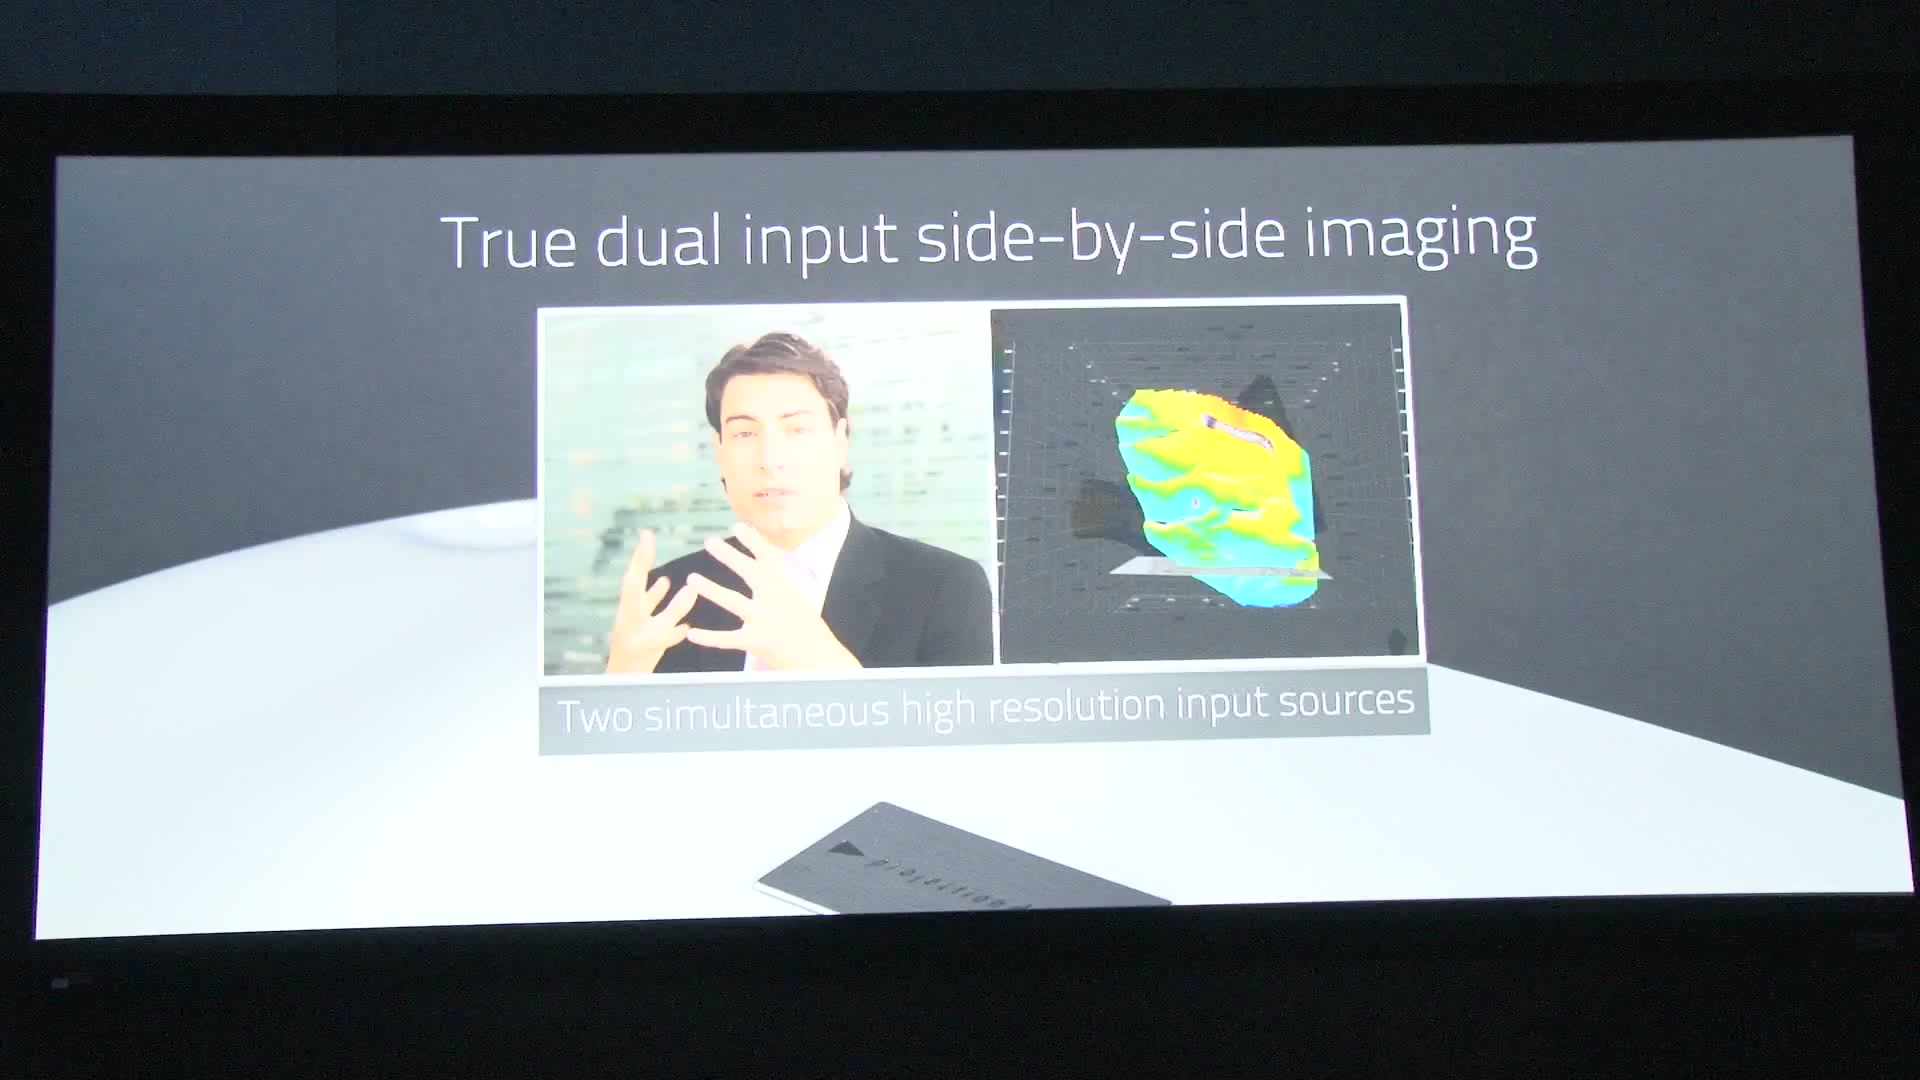 True dual input side-by-side imaging
Two simultaneous high resolution input sources